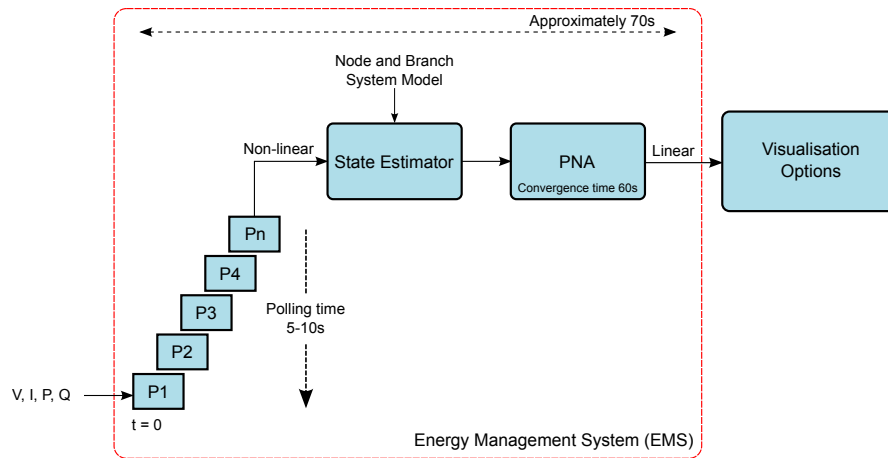 Approximately 70s
Node and Branch
System Model
Non-linear
State Estimator
PNA
Convergence time 60s
Linear
Visualisation
Options
Pn
P4
P3
P2
P1
Polling time
5-10s
V, I, P, Q
t = 0
Energy Management System (EMS)